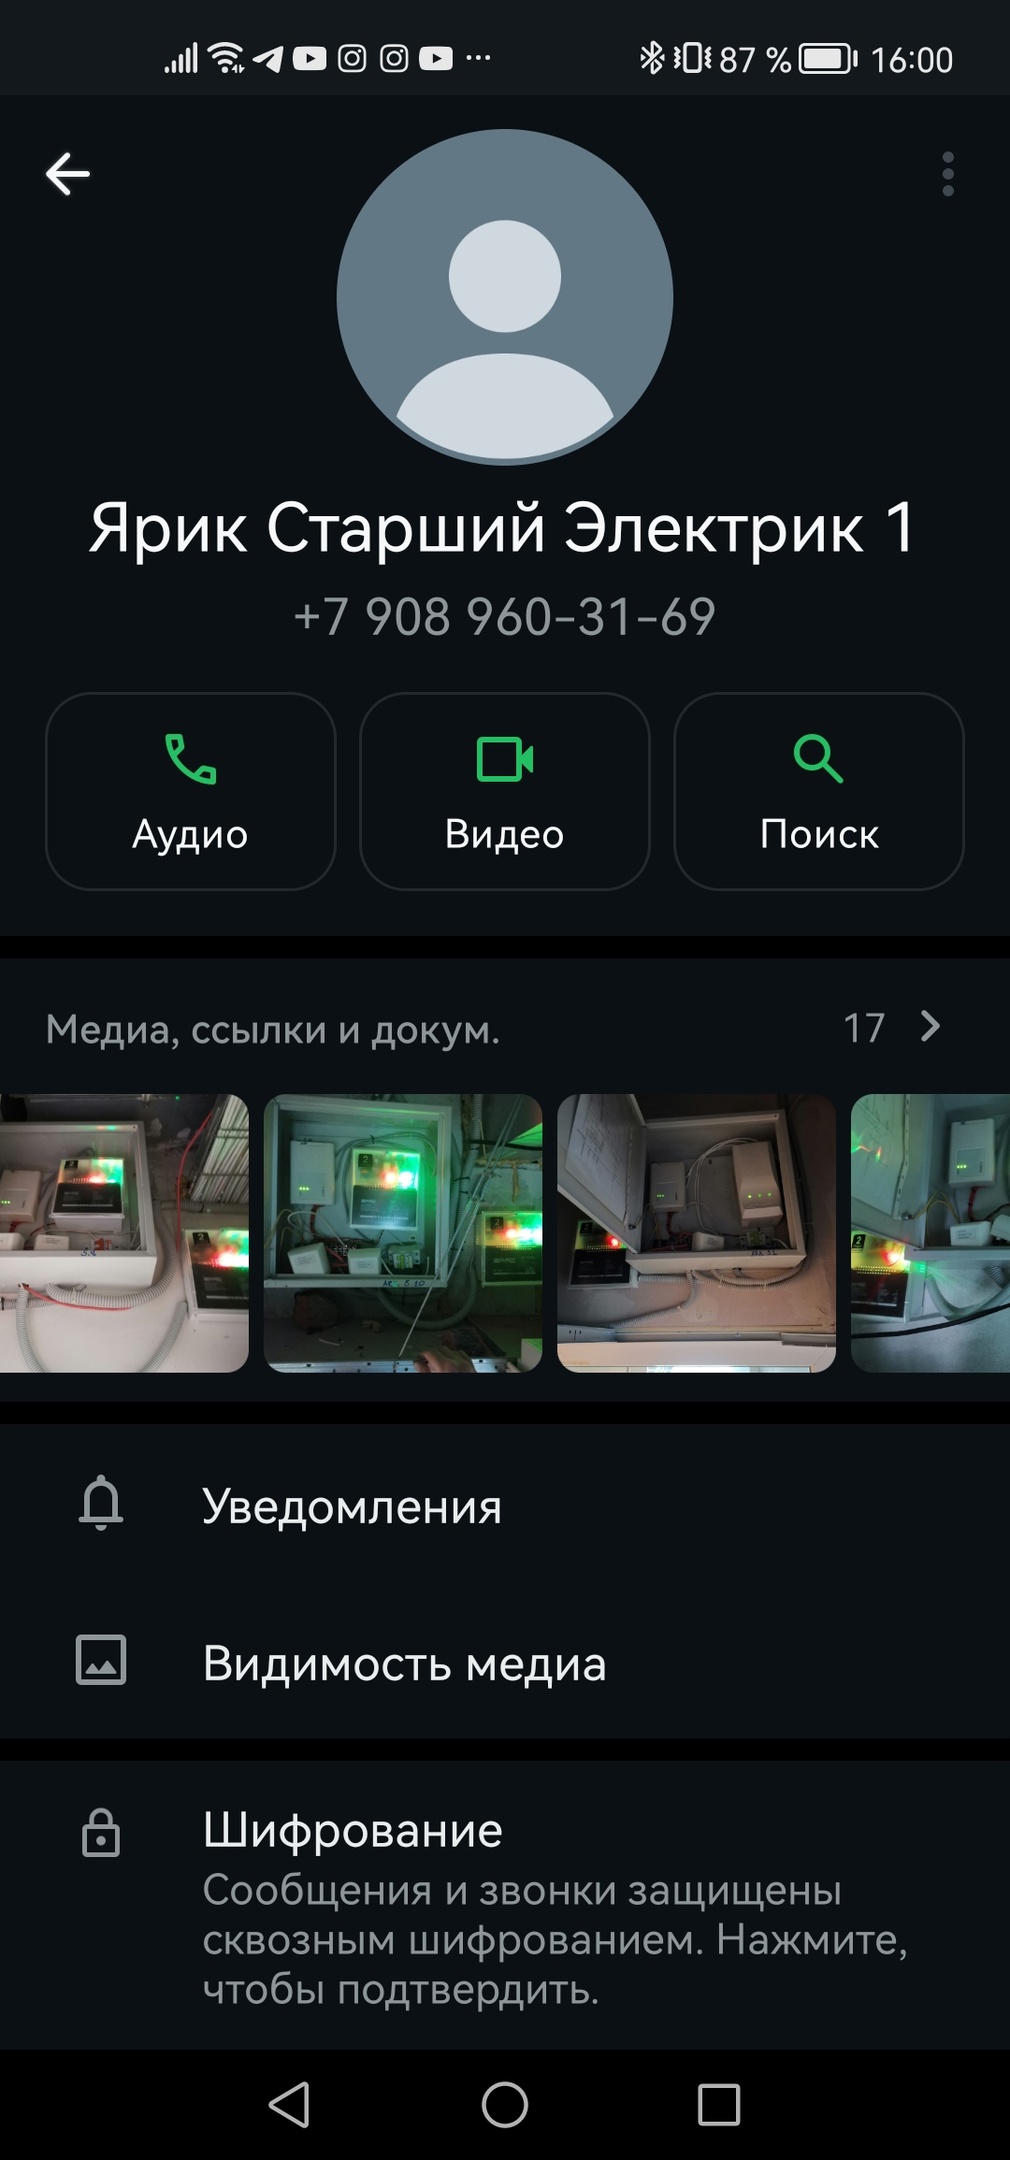 87 % 16:00
Ярик Старший Электрик 1
+7 908 960-31-69
Аудио Видео Поиск
Медиа, ссылки и докум. 17
Уведомления
Видимость медиа
Шифрование
Сообщения и звонки защищены
сквозным шифрованием. Нажмите,
чтобы подтвердить.